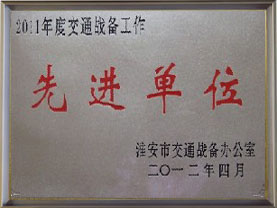 2011年度交通战备工作
先进单位
淮安市交通战备办公室
二〇一二年四月